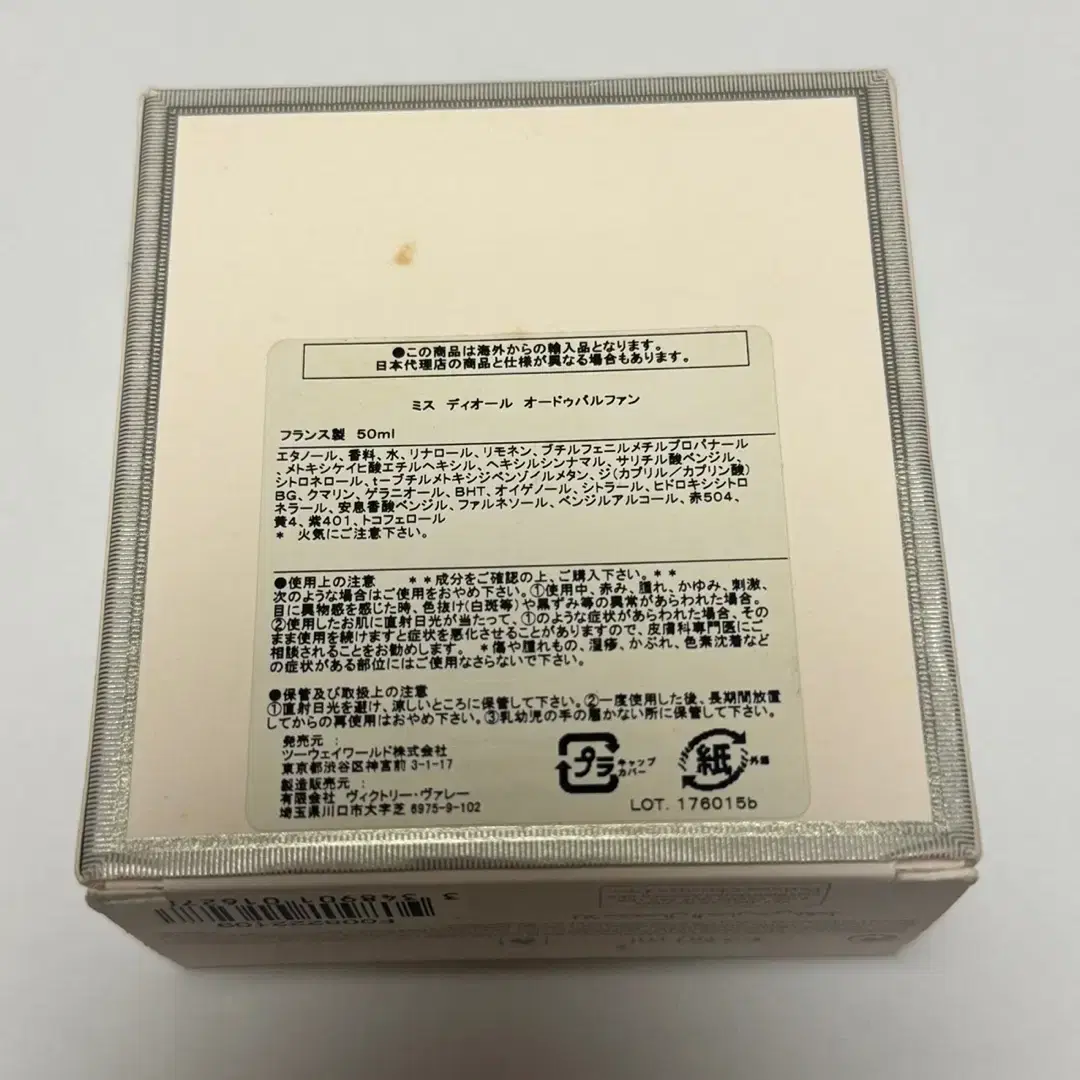 ●この商品は海外からの輸入品となります。
日本代理店の商品と仕様が異なる場合もあります。
ミス ディオール オードゥパルファン
フランス製 50ml
エタノール、香料、水、リナロール、リモネン、ブチルフェニルメチルプロパナール
、メトキシケイヒ酸エチルヘキシル、ヘキシルシンナマル、サリチル酸ベンジル、
シトロネロール、tーブチルメトキシジベンゾイルメタン、ジ(カプリル/カプリン酸)
BG、クマリン、ゲラニオール、BHT、オイゲノール、シトラール、ヒドロキシシトロ
ネラール、安息香酸ベンジル、ファルネソール、ベンジルアルコール、赤504、
黄4、紫401、トコフェロール
* 火気にご注意下さい。
●使用上の注意 **成分をご確認の上、ご購入下さい。**
次のような場合はご使用をおやめ下さい。①使用中、赤み、腫れ、かゆみ、刺激、
目に異物感を感じた時、色抜け(白斑等)や黒ずみ等の異常があらわれた場合。
②使用したお肌に直射日光が当たって、①のような症状があらわれた場合、その
まま使用を続けますと症状を悪化させることがありますので、皮膚科専門医にご
相談されることをお勧めします。 *傷や腫れもの、湿疹、かぶれ、色素沈着など
の症状がある部位にはご使用なさらないで下さい。
●保管及び取扱上の注意
①直射日光を避け、涼しいところに保管して下さい。②一度使用した後、長期間放置
してからの再使用はおやめ下さい。③乳幼児の手の届かない所に保管して下さい。
発売元:
ツーウェイワールド株式会社
東京都渋谷区神宮前 3-1-17
製造販売元:
有限会社 ヴィクトリー・ヴァレー
埼玉県川口市大字芝 6975-9-102
プラ
キャップ
カバー
紙
外箱
LOT. 176015b
F009222109